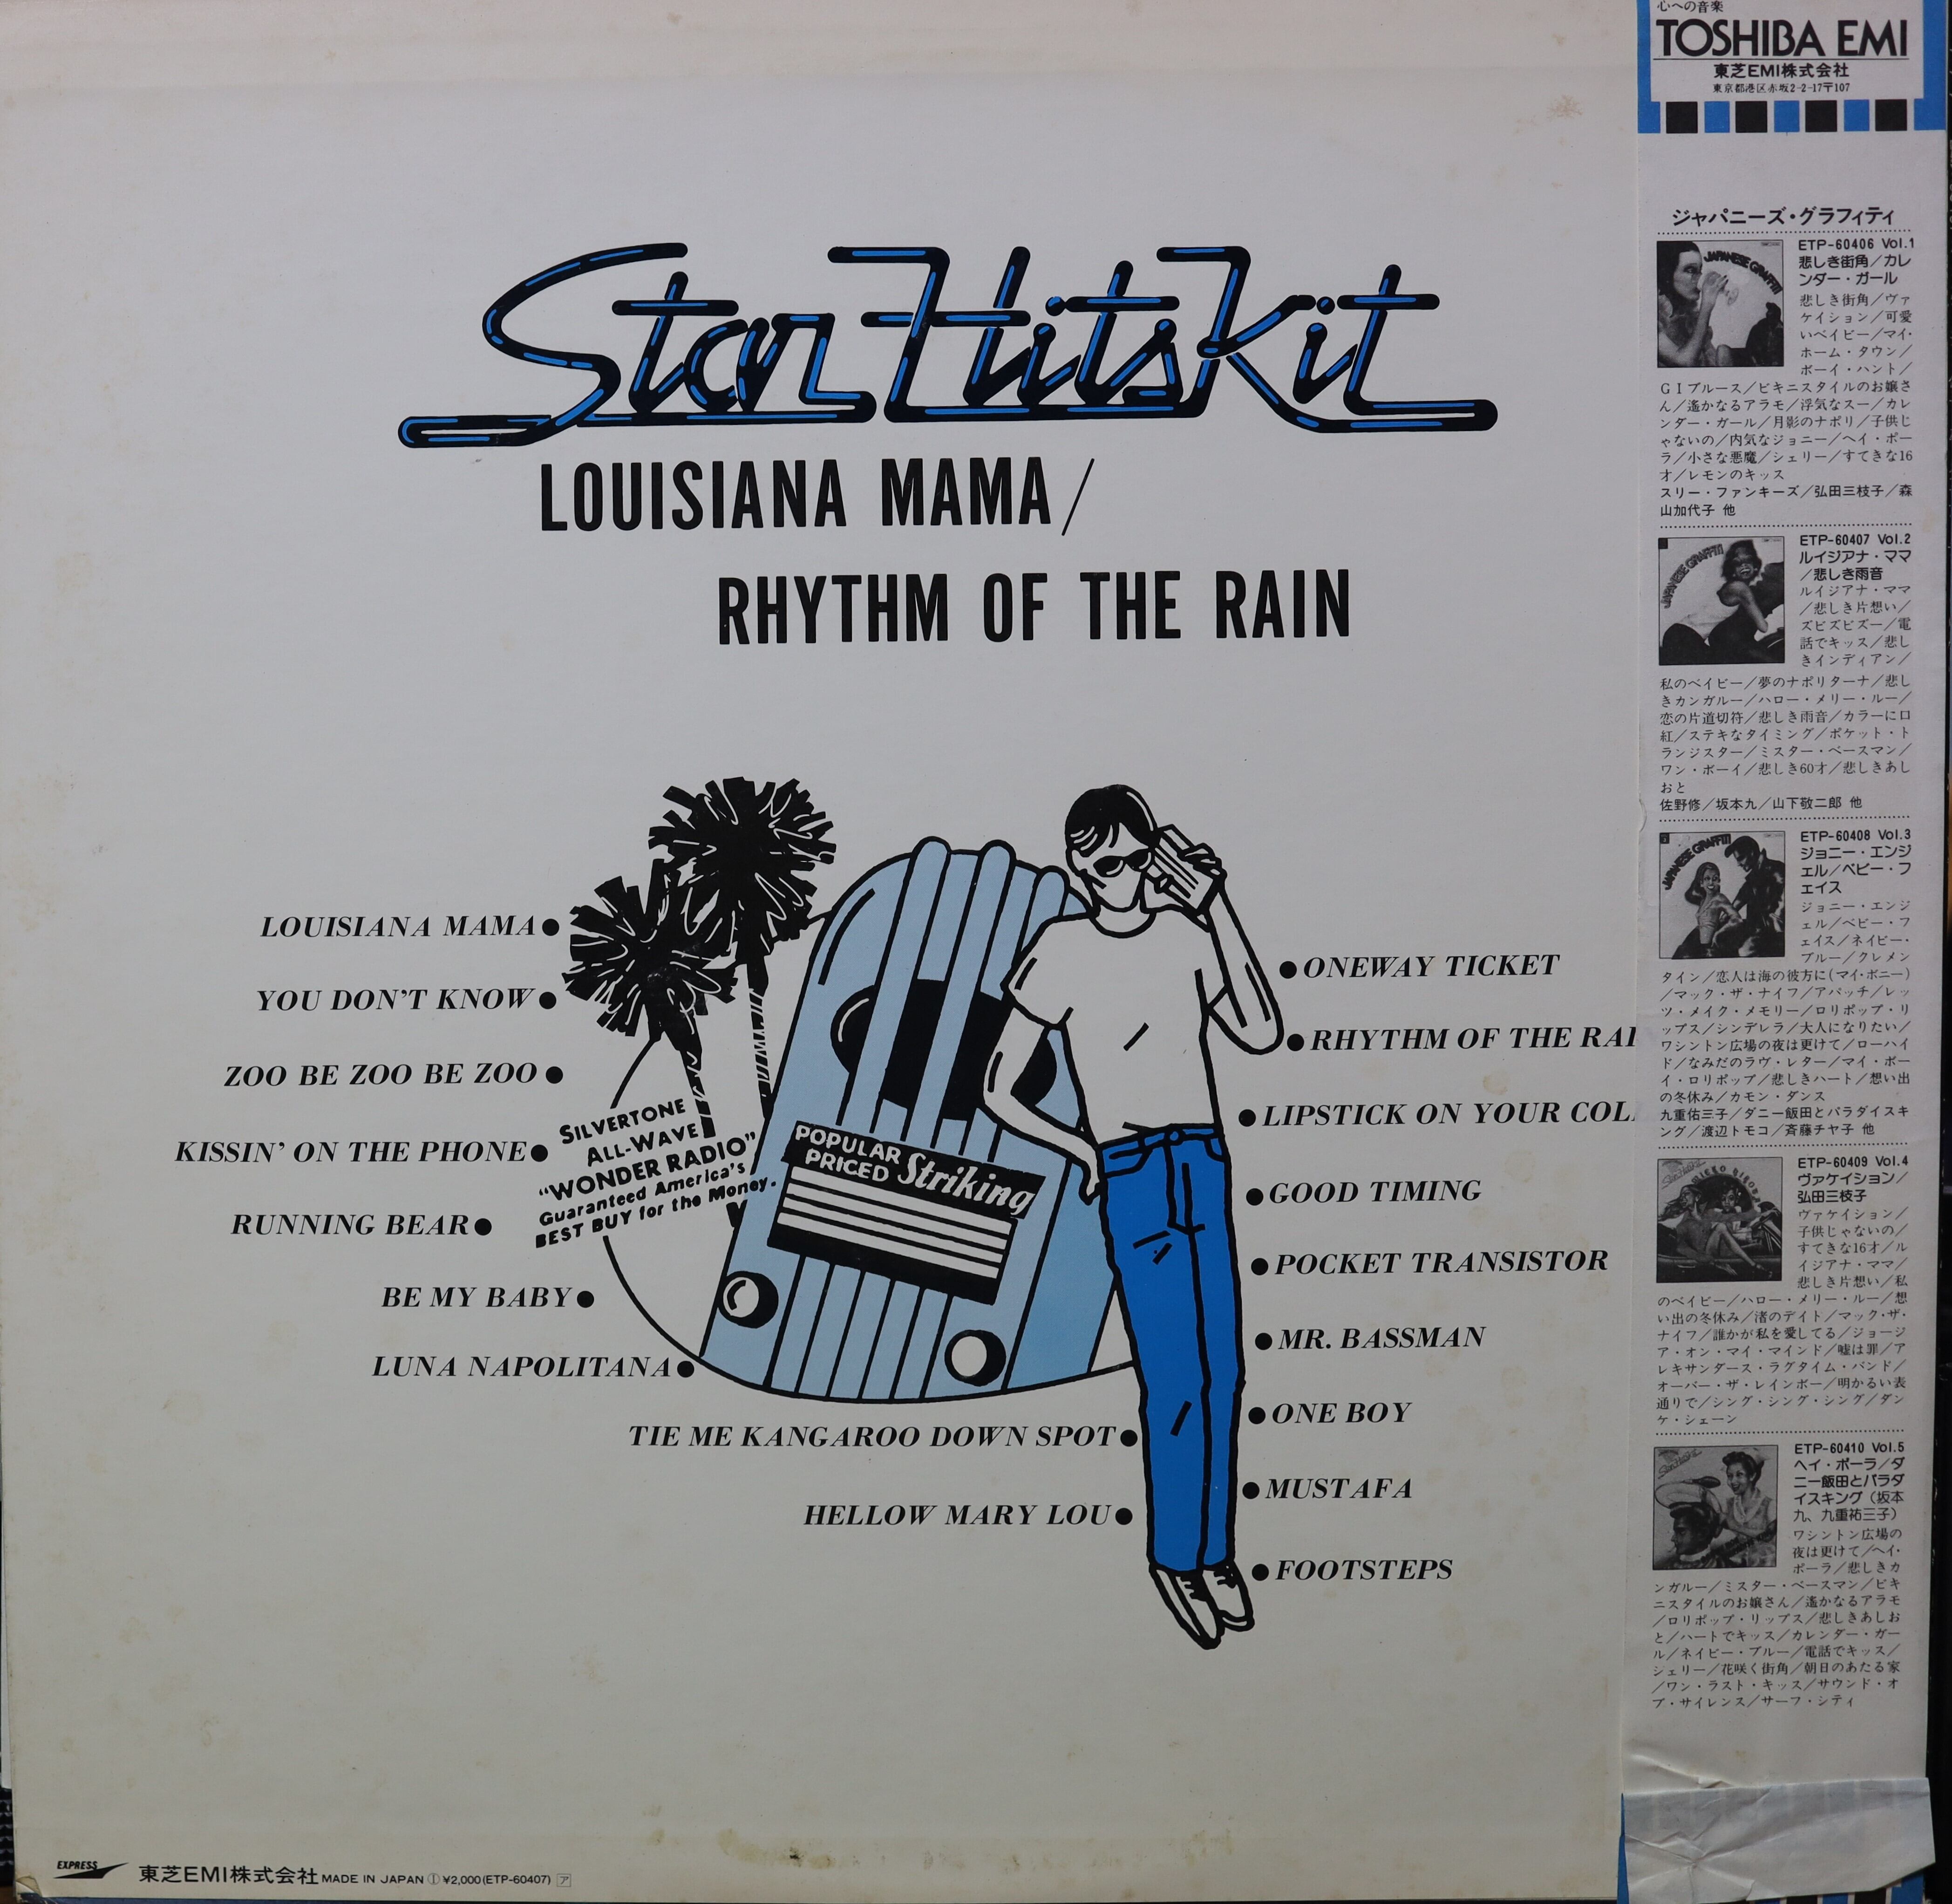 Star Hits Kit
LOUISIANA MAMA/
RHYTHM OF THE RAIN
LOUISIANA MAMA●
YOU DON'T KNOW●
ZOO BE ZOO BE ZOO●
KISSIN' ON THE PHONE●
RUNNING BEAR●
BE MY BABY●
LUNA NAPOLITANA●
TIE ME KANGAROO DOWN SPOT●
HELLOW MARY LOU●
SILVERTONE
ALL-WAVE
"WONDER RADIO"
Guaranteed America's
BEST BUY for the Money.
POPULAR
PRICED Striking
●ONEWAY TICKET
●RHYTHM OF THE RAI
●LIPSTICK ON YOUR COL
●GOOD TIMING
●POCKET TRANSISTOR
●MR. BASSMAN
●ONE BOY
●MUSTAFA
●FOOTSTEPS
EXPRESS
東芝EMI株式会社 MADE IN JAPAN Ⓘ ¥2,000(ETP-60407) ア
心への音楽
TOSHIBA EMI
東芝EMI株式会社
東京都港区赤坂2-2-17〒107
ジャパニーズ・グラフィティ
JAPANESE GRAFFITI
ETP-60406 Vol.1
悲しき街角/カレ
ンダー・ガール
悲しき街角/ヴァ
ケイション/可愛
いベイビー/マイ・
ホーム・タウン/
ボーイ・ハント/
GIブルース/ビキニスタイルのお嬢さ
ん/遙かなるアラモ/浮気なスー/カレ
ンダー・ガール/月影のナポリ/子供じ
ゃないの/内気なジョニー/ヘイ・ポー
ラ/小さな悪魔/シェリー/すてきな16
才/レモンのキッス
スリー・ファンキーズ/弘田三枝子/森
山加代子 他
JAPANESE GRAFFITI
ETP-60407 Vol.2
ルイジアナ・ママ
/悲しき雨音
ルイジアナ・ママ
/悲しき片想い/
ズビズビズー/電
話でキッス/悲し
きインディアン/
私のベイビー/夢のナポリターナ/悲し
きカンガルー/ハロー・メリー・ルー/
恋の片道切符/悲しき雨音/カラーに口
紅/ステキなタイミング/ポケット・ト
ランジスター/ミスター・ベースマン/
ワン・ボーイ/悲しき60才/悲しきあし
おと
佐野修/坂本九/山下敬二郎 他
JAPANESE GRAFFITI
ETP-60408 Vol.3
ジョニー・エンジ
ェル/ベビー・フ
ェイス
ジョニー・エンジ
ェル/ベビー・フ
ェイス/ネイビー・
ブルー/クレメン
タイン/恋人は海の彼方に(マイ・ボニー)
/マック・ザ・ナイフ/アパッチ/レッ
ツ・メイク・メモリー/ロリポップ・リ
ップス/シンデレラ/大人になりたい/
ワシントン広場の夜は更けて/ローハイ
ド/なみだのラヴ・レター/マイ・ボー
イ・ロリポップ/悲しきハート/想い出
の冬休み/カモン・ダンス
九重佑三子/ダニー飯田とパラダイスキ
ング/渡辺トモコ/斉藤チヤ子 他
ETP-60409 Vol.4
ヴァケイション/
弘田三枝子
ヴァケイション/
子供じゃないの/
すてきな16才/ル
イジアナ・ママ/
悲しき片想い/私
のベイビー/ハロー・メリー・ルー/想
い出の冬休み/渚のデイト/マック・ザ・
ナイフ/誰かが私を愛してる/ジョージ
ア・オン・マイ・マインド/嘘は罪/ア
レキサンダース・ラグタイム・バンド/
オーバー・ザ・レインボー/明かるい表
通りで/シング・シング・シング/ダン
ケ・シェーン
ETP-60410 Vol.5
ヘイ・ポーラ/ダ
ニー飯田とパラダ
イスキング(坂本
九、九重祐三子)
ワシントン広場の
夜は更けて/ヘイ・
ポーラ/悲しきカ
ンガルー/ミスター・ベースマン/ビキ
ニスタイルのお嬢さん/遙かなるアラモ
/ロリポップ・リップス/悲しきあしお
と/ハートでキッス/カレンダー・ガー
ル/ネイビー・ブルー/電話でキッス/
シェリー/花咲く街角/朝日のあたる家
/ワン・ラスト・キッス/サウンド・オ
ブ・サイレンス/サーフ・シティ